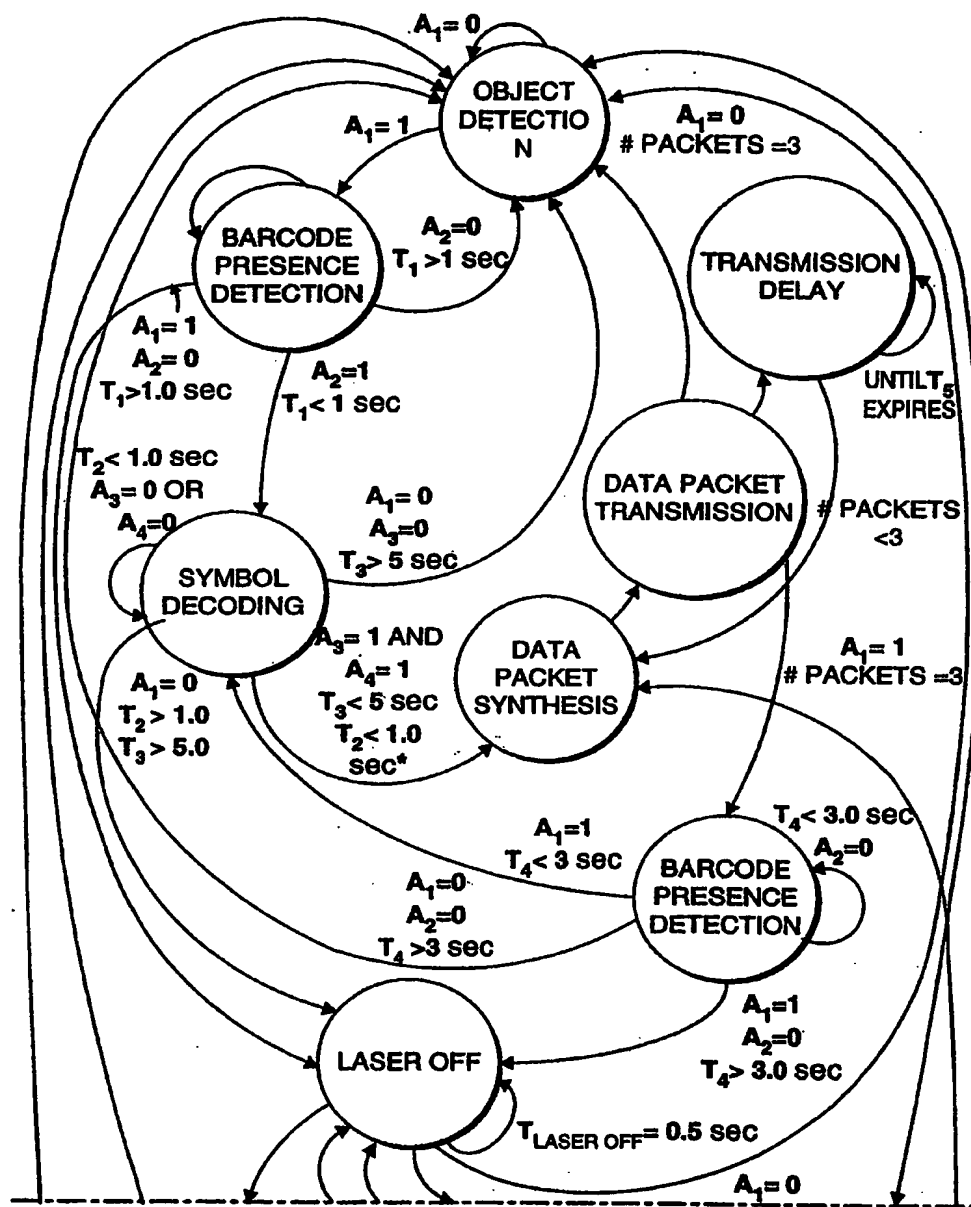 A₁= 0
OBJECT
DETECTIO
N
A₁= 1
A₁= 0
# PACKETS =3
BARCODE
PRESENCE
DETECTION
A₂=0
T₁ >1 sec
TRANSMISSION
DELAY
A₁= 1
A₂= 0
T₁>1.0 sec
A₂=1
T₁< 1 sec
UNTIL T₅
EXPIRES
T₂< 1.0 sec
A₃= 0 OR
A₄=0
A₁= 0
A₃=0
T₃> 5 sec
DATA PACKET
TRANSMISSION
# PACKETS
<3
SYMBOL
DECODING
A₃= 1 AND
A₄= 1
T₃< 5 sec
T₂< 1.0
sec*
DATA
PACKET
SYNTHESIS
A₁= 1
# PACKETS =3
A₁= 0
T₂ > 1.0
T₃ > 5.0
A₁=1
T₄< 3 sec
T₄< 3.0 sec
A₂=0
BARCODE
PRESENCE
DETECTION
A₁=0
A₂=0
T₄ >3 sec
A₁=1
A₂=0
T₄> 3.0 sec
LASER OFF
T LASER OFF= 0.5 sec
A₁= 0